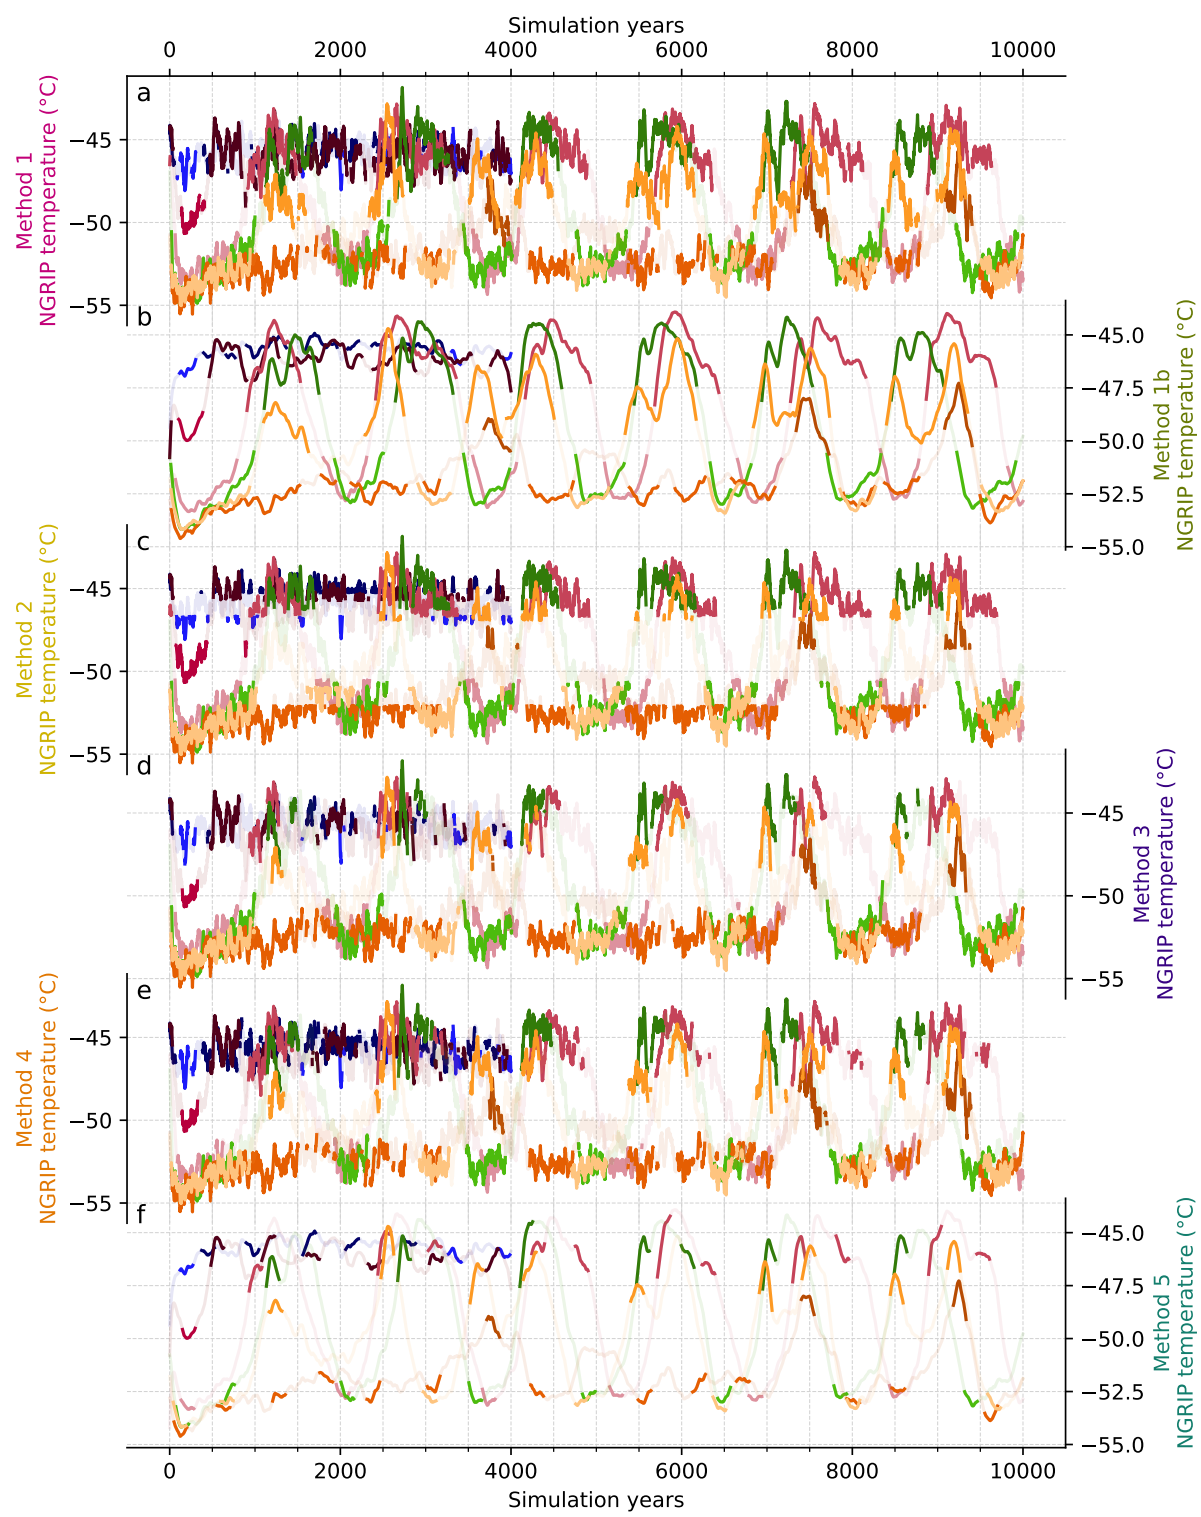 Simulation years
0 2000 4000 6000 8000 10000
a
Method 1
NGRIP temperature (°C)
−45
−50
−55
b
Method 1b
NGRIP temperature (°C)
−45.0
−47.5
−50.0
−52.5
−55.0
c
Method 2
NGRIP temperature (°C)
−45
−50
−55
d
Method 3
NGRIP temperature (°C)
−45
−50
−55
e
Method 4
NGRIP temperature (°C)
−45
−50
−55
f
Method 5
NGRIP temperature (°C)
−45.0
−47.5
−50.0
−52.5
−55.0
0 2000 4000 6000 8000 10000
Simulation years